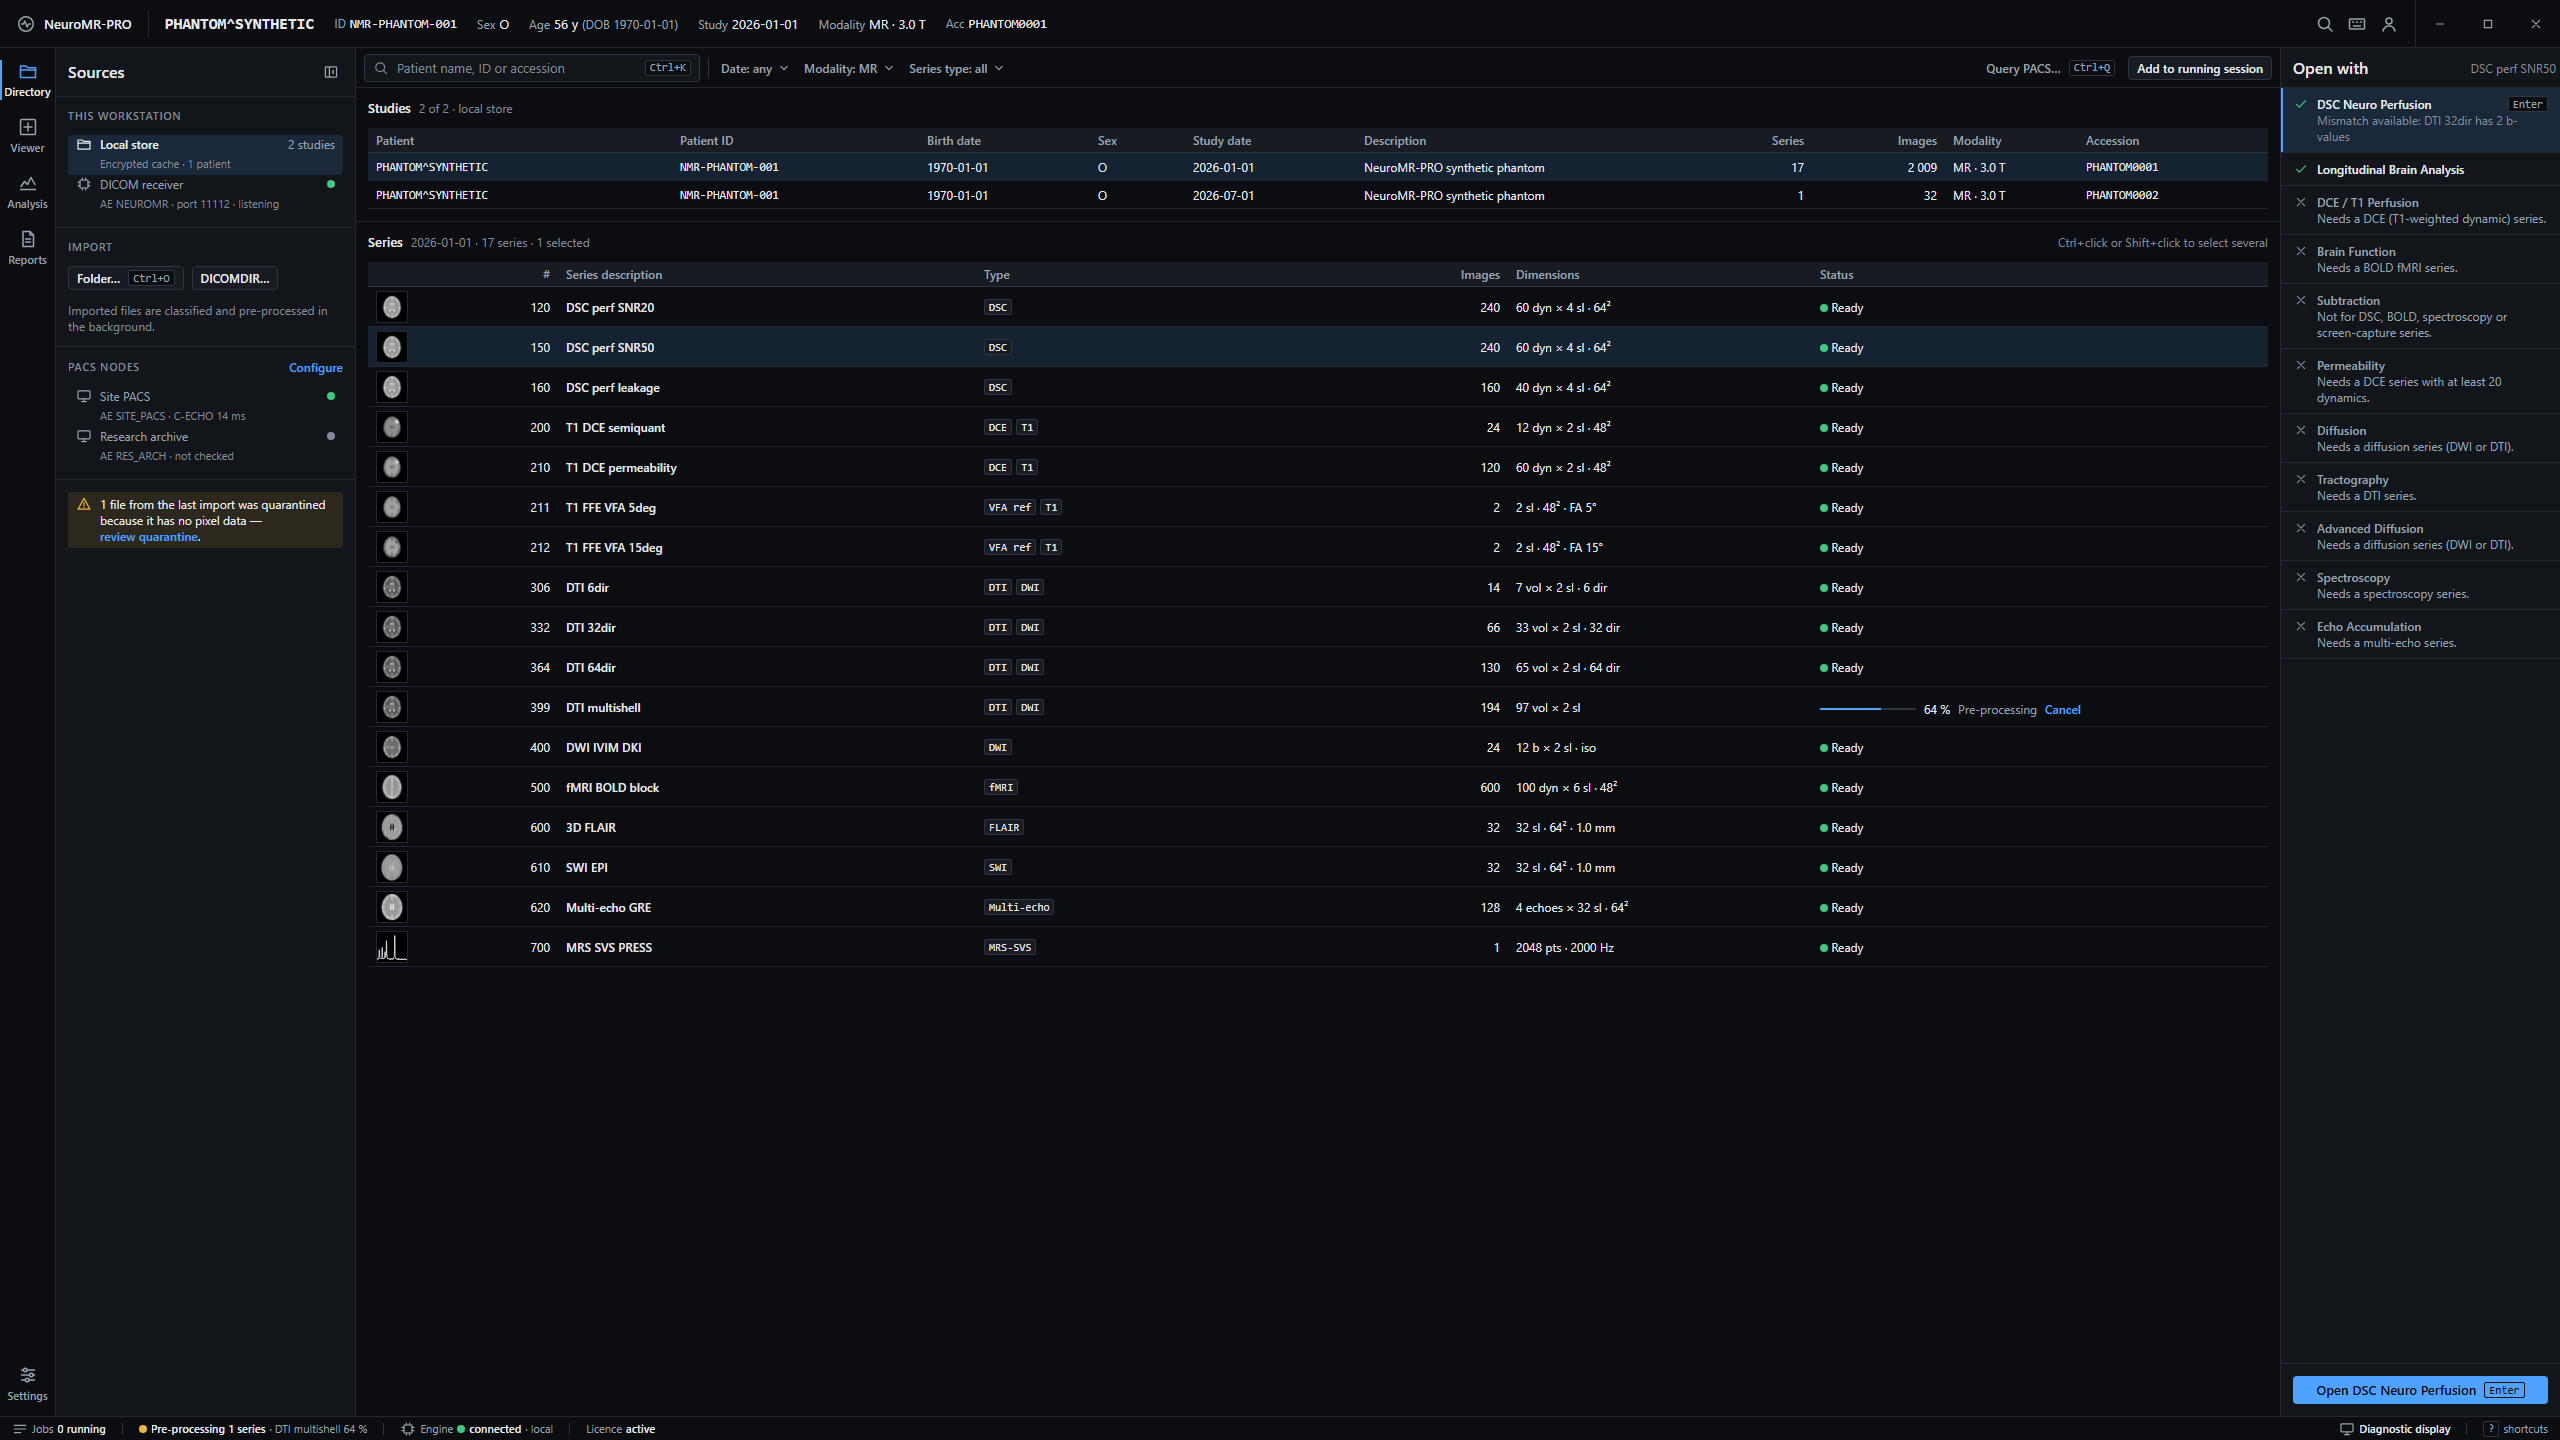 NeuroMR-PRO PHANTOM^SYNTHETIC ID NMR-PHANTOM-001 Sex O Age 56 y (DOB 1970-01-01) Study 2026-01-01 Modality MR · 3.0 T Acc PHANTOM0001
Directory
Viewer
Analysis
Reports
Settings
Sources
THIS WORKSTATION
Local store 2 studies
Encrypted cache · 1 patient
DICOM receiver
AE NEUROMR · port 11112 · listening
IMPORT
Folder... Ctrl+O DICOMDIR...
Imported files are classified and pre-processed in
the background.
PACS NODES Configure
Site PACS
AE SITE_PACS · C-ECHO 14 ms
Research archive
AE RES_ARCH · not checked
1 file from the last import was quarantined
because it has no pixel data —
review quarantine.
Patient name, ID or accession Ctrl+K Date: any Modality: MR Series type: all Query PACS... Ctrl+Q Add to running session
Studies 2 of 2 · local store
Patient Patient ID Birth date Sex Study date Description Series Images Modality Accession
PHANTOM^SYNTHETIC NMR-PHANTOM-001 1970-01-01 O 2026-01-01 NeuroMR-PRO synthetic phantom 17 2 009 MR · 3.0 T PHANTOM0001
PHANTOM^SYNTHETIC NMR-PHANTOM-001 1970-01-01 O 2026-07-01 NeuroMR-PRO synthetic phantom 1 32 MR · 3.0 T PHANTOM0002
Series 2026-01-01 · 17 series · 1 selected Ctrl+click or Shift+click to select several
# Series description Type Images Dimensions Status
120 DSC perf SNR20 DSC 240 60 dyn × 4 sl · 64² Ready
150 DSC perf SNR50 DSC 240 60 dyn × 4 sl · 64² Ready
160 DSC perf leakage DSC 160 40 dyn × 4 sl · 64² Ready
200 T1 DCE semiquant DCE T1 24 12 dyn × 2 sl · 48² Ready
210 T1 DCE permeability DCE T1 120 60 dyn × 2 sl · 48² Ready
211 T1 FFE VFA 5deg VFA ref T1 2 2 sl · 48² · FA 5° Ready
212 T1 FFE VFA 15deg VFA ref T1 2 2 sl · 48² · FA 15° Ready
306 DTI 6dir DTI DWI 14 7 vol × 2 sl · 6 dir Ready
332 DTI 32dir DTI DWI 66 33 vol × 2 sl · 32 dir Ready
364 DTI 64dir DTI DWI 130 65 vol × 2 sl · 64 dir Ready
399 DTI multishell DTI DWI 194 97 vol × 2 sl 64 % Pre-processing Cancel
400 DWI IVIM DKI DWI 24 12 b × 2 sl · iso Ready
500 fMRI BOLD block fMRI 600 100 dyn × 6 sl · 48² Ready
600 3D FLAIR FLAIR 32 32 sl · 64² · 1.0 mm Ready
610 SWI EPI SWI 32 32 sl · 64² · 1.0 mm Ready
620 Multi-echo GRE Multi-echo 128 4 echoes × 32 sl · 64² Ready
700 MRS SVS PRESS MRS-SVS 1 2048 pts · 2000 Hz Ready
Open with DSC perf SNR50
DSC Neuro Perfusion Enter
Mismatch available: DTI 32dir has 2 b-
values
Longitudinal Brain Analysis
DCE / T1 Perfusion
Needs a DCE (T1-weighted dynamic) series.
Brain Function
Needs a BOLD fMRI series.
Subtraction
Not for DSC, BOLD, spectroscopy or
screen-capture series.
Permeability
Needs a DCE series with at least 20
dynamics.
Diffusion
Needs a diffusion series (DWI or DTI).
Tractography
Needs a DTI series.
Advanced Diffusion
Needs a diffusion series (DWI or DTI).
Spectroscopy
Needs a spectroscopy series.
Echo Accumulation
Needs a multi-echo series.
Open DSC Neuro Perfusion Enter
Jobs 0 running Pre-processing 1 series · DTI multishell 64 % Engine connected · local Licence active Diagnostic display ? shortcuts